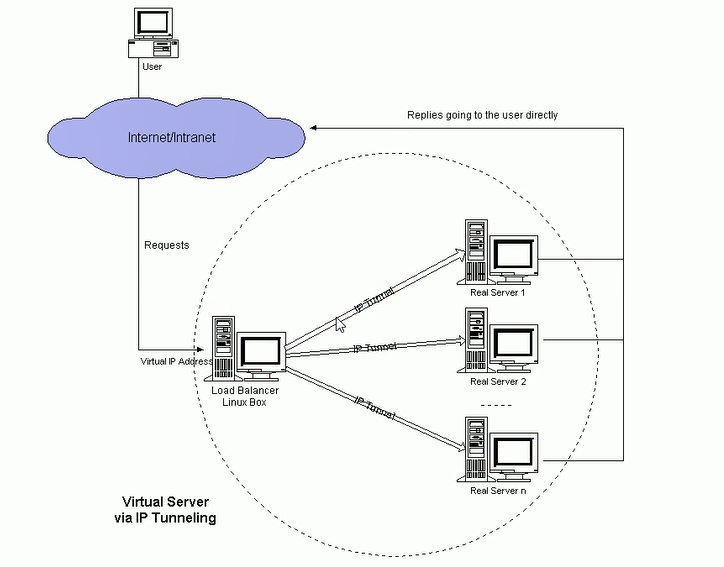 User
Internet/Intranet
Replies going to the user directly
Requests
IP Tunnel
Real Server 1
Virtual IP Address
IP Tunnel
Load Balancer
Linux Box
Real Server 2
IP Tunnel
Real Server n
Virtual Server
via IP Tunneling